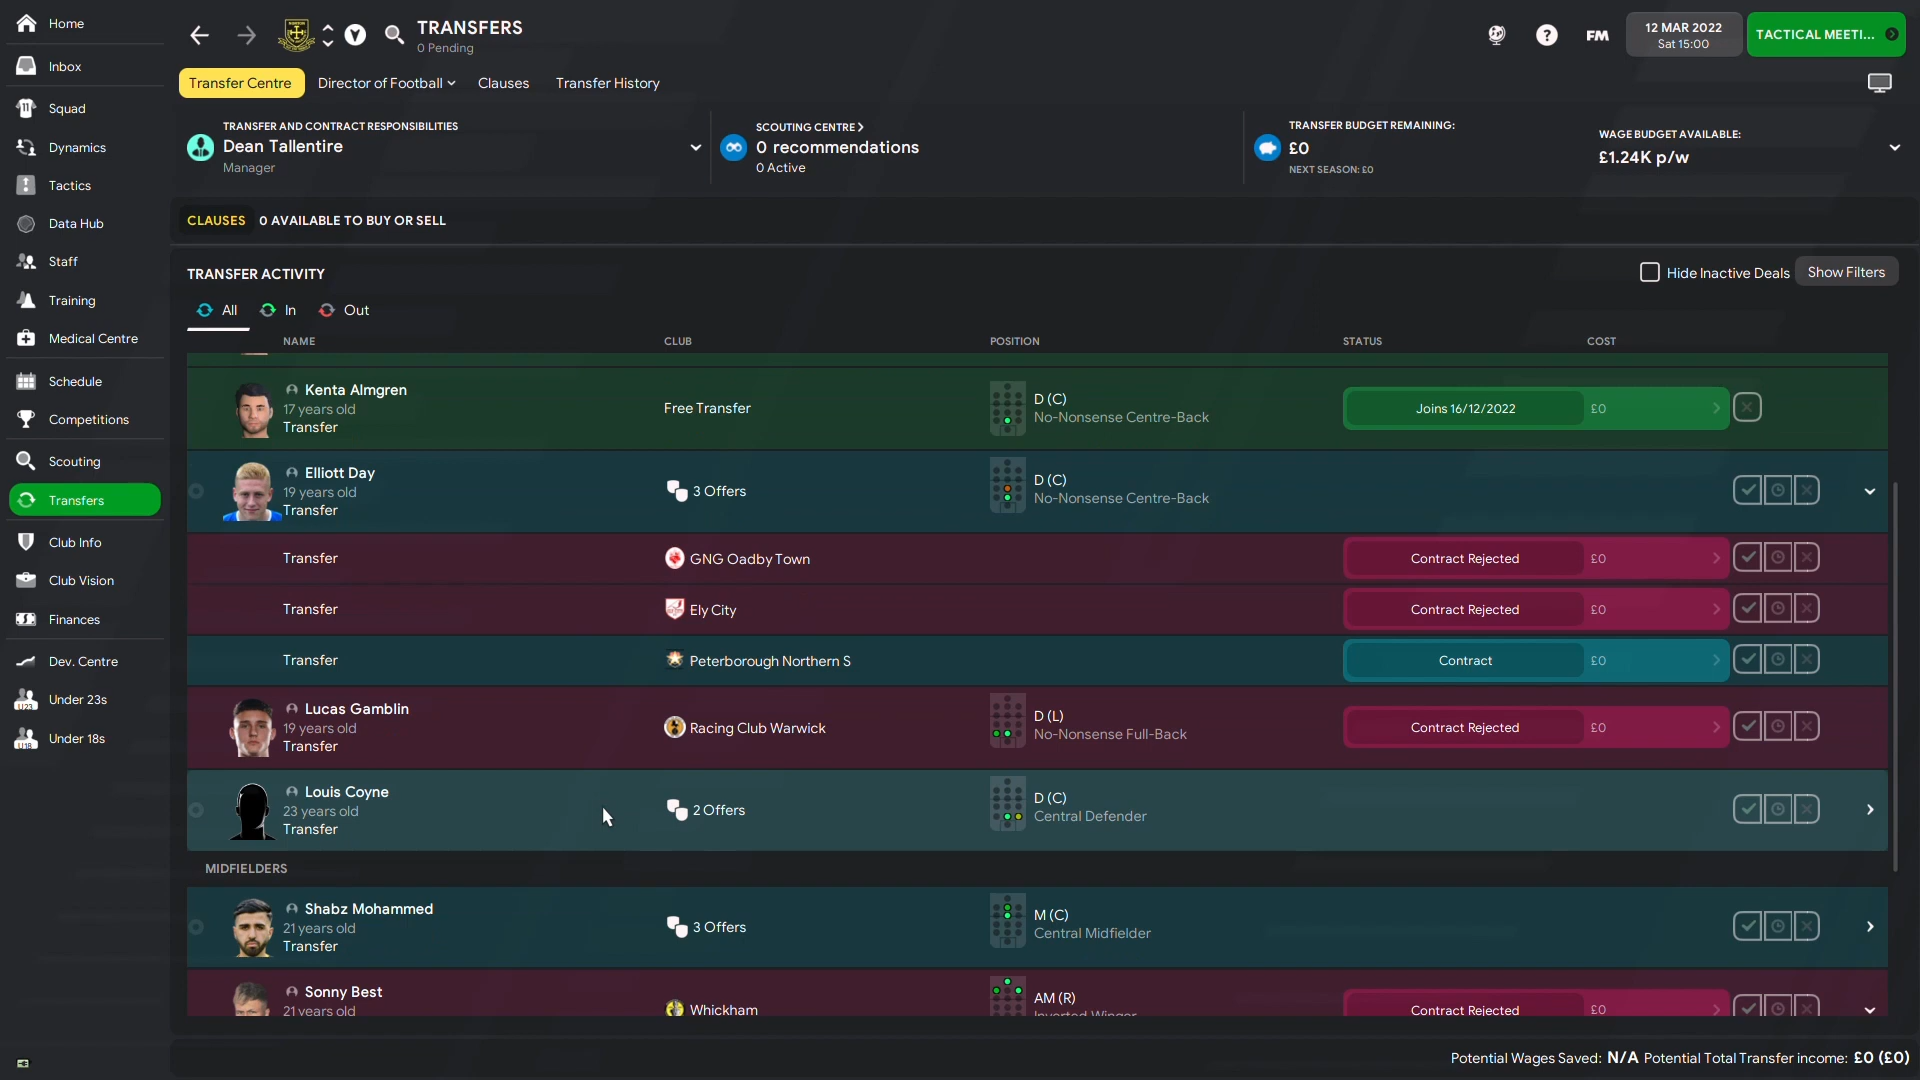 Home
TRANSFERS
0 Pending
FM
12 MAR 2022
Sat 15:00
TACTICAL MEETI...
Inbox
Transfer Centre
Director of Football
Clauses
Transfer History
Squad
Dynamics
Tactics
Data Hub
Staff
Training
Medical Centre
Schedule
Competitions
Scouting
Transfers
Club Info
Club Vision
Finances
Dev. Centre
U23
Under 23s
U18
Under 18s
TRANSFER AND CONTRACT RESPONSIBILITIES
Dean Tallentire
Manager
SCOUTING CENTRE
0 recommendations
0 Active
TRANSFER BUDGET REMAINING:
£0
NEXT SEASON: £0
WAGE BUDGET AVAILABLE:
£1.24K p/w
CLAUSES 0 AVAILABLE TO BUY OR SELL
TRANSFER ACTIVITY
Hide Inactive Deals
Show Filters
All In Out
NAME CLUB POSITION STATUS COST
Kenta Almgren
17 years old
Transfer
Free Transfer
D (C)
No-Nonsense Centre-Back
Joins 16/12/2022 £0
Elliott Day
19 years old
Transfer
3 Offers
D (C)
No-Nonsense Centre-Back
Transfer GNG Oadby Town Contract Rejected £0
Transfer Ely City Contract Rejected £0
Transfer Peterborough Northern S Contract £0
Lucas Gamblin
19 years old
Transfer
Racing Club Warwick
D (L)
No-Nonsense Full-Back
Contract Rejected £0
Louis Coyne
23 years old
Transfer
2 Offers
D (C)
Central Defender
MIDFIELDERS
Shabz Mohammed
21 years old
Transfer
3 Offers
M (C)
Central Midfielder
Sonny Best
21 years old
Whickham
AM (R)
Inverted Winger
Contract Rejected £0
Potential Wages Saved: N/A Potential Total Transfer income: £0 (£0)